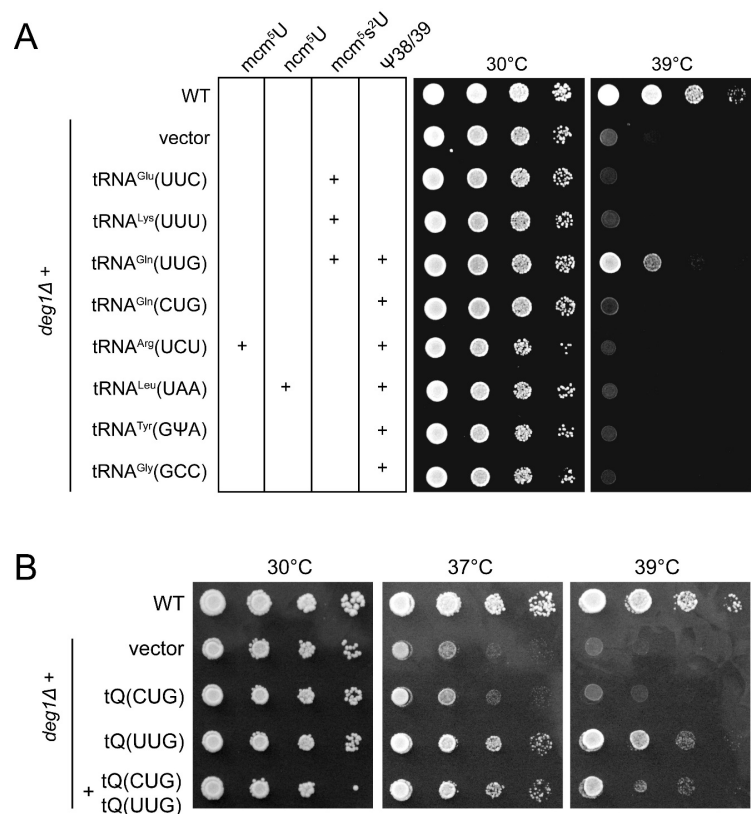 A
mcm⁵U ncm⁵U mcm⁵s²U Ψ38/39
30°C 39°C
WT
deg1Δ +
vector
tRNAᴳˡᵘ(UUC) +
tRNAᴸʸˢ(UUU) +
tRNAᴳˡⁿ(UUG) + +
tRNAᴳˡⁿ(CUG) +
tRNAᴬʳᵍ(UCU) + +
tRNAᴸᵉᵘ(UAA) + +
tRNAᵀʸʳ(GΨA) +
tRNAᴳˡʸ(GCC) +
B
30°C 37°C 39°C
WT
deg1Δ +
vector
tQ(CUG)
tQ(UUG)
+ tQ(CUG)
tQ(UUG)